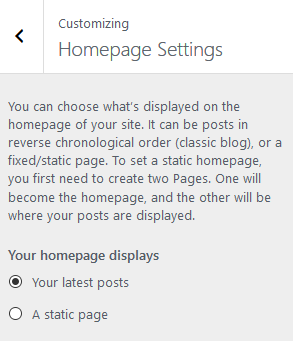 Customizing
Homepage Settings
You can choose what's displayed on the
homepage of your site. It can be posts in
reverse chronological order (classic blog), or a
fixed/static page. To set a static homepage,
you first need to create two Pages. One will
become the homepage, and the other will be
where your posts are displayed.
Your homepage displays
Your latest posts
A static page